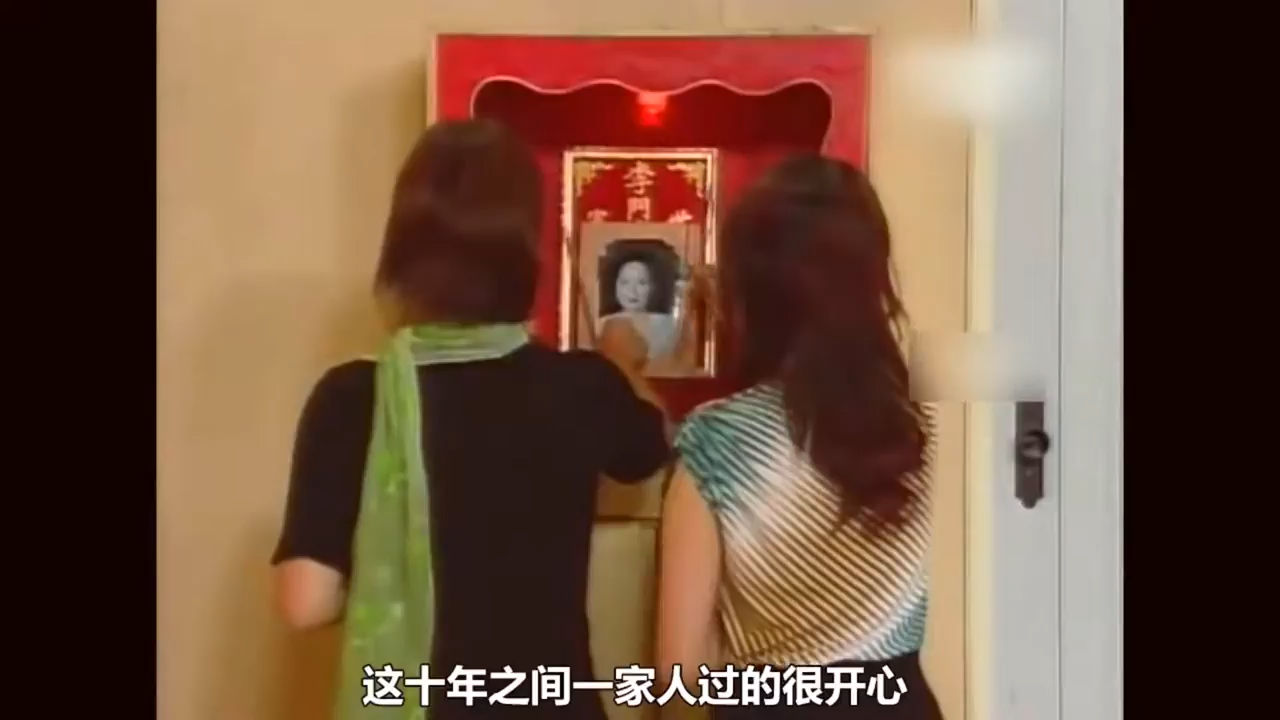 李門
这十年之间一家人过的很开心